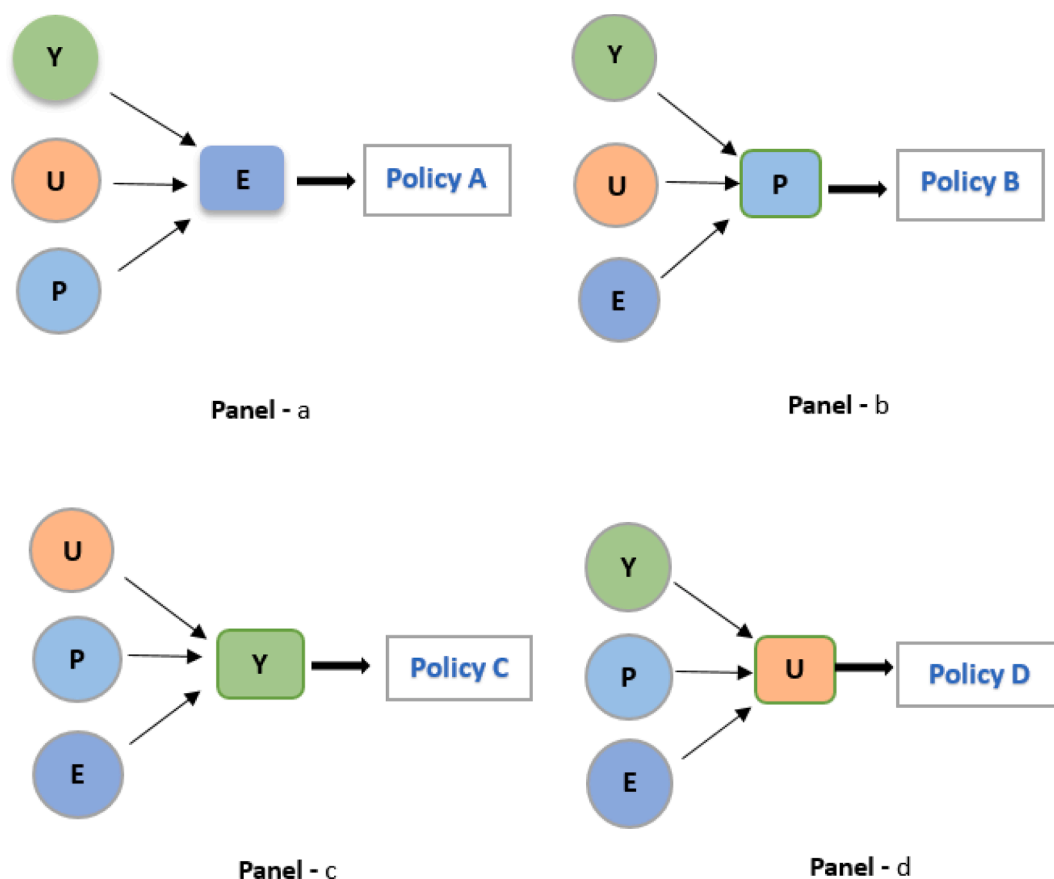 Y
U
P
E
Policy A
Panel - a
Y
U
E
P
Policy B
Panel - b
U
P
E
Y
Policy C
Panel - c
Y
P
E
U
Policy D
Panel - d